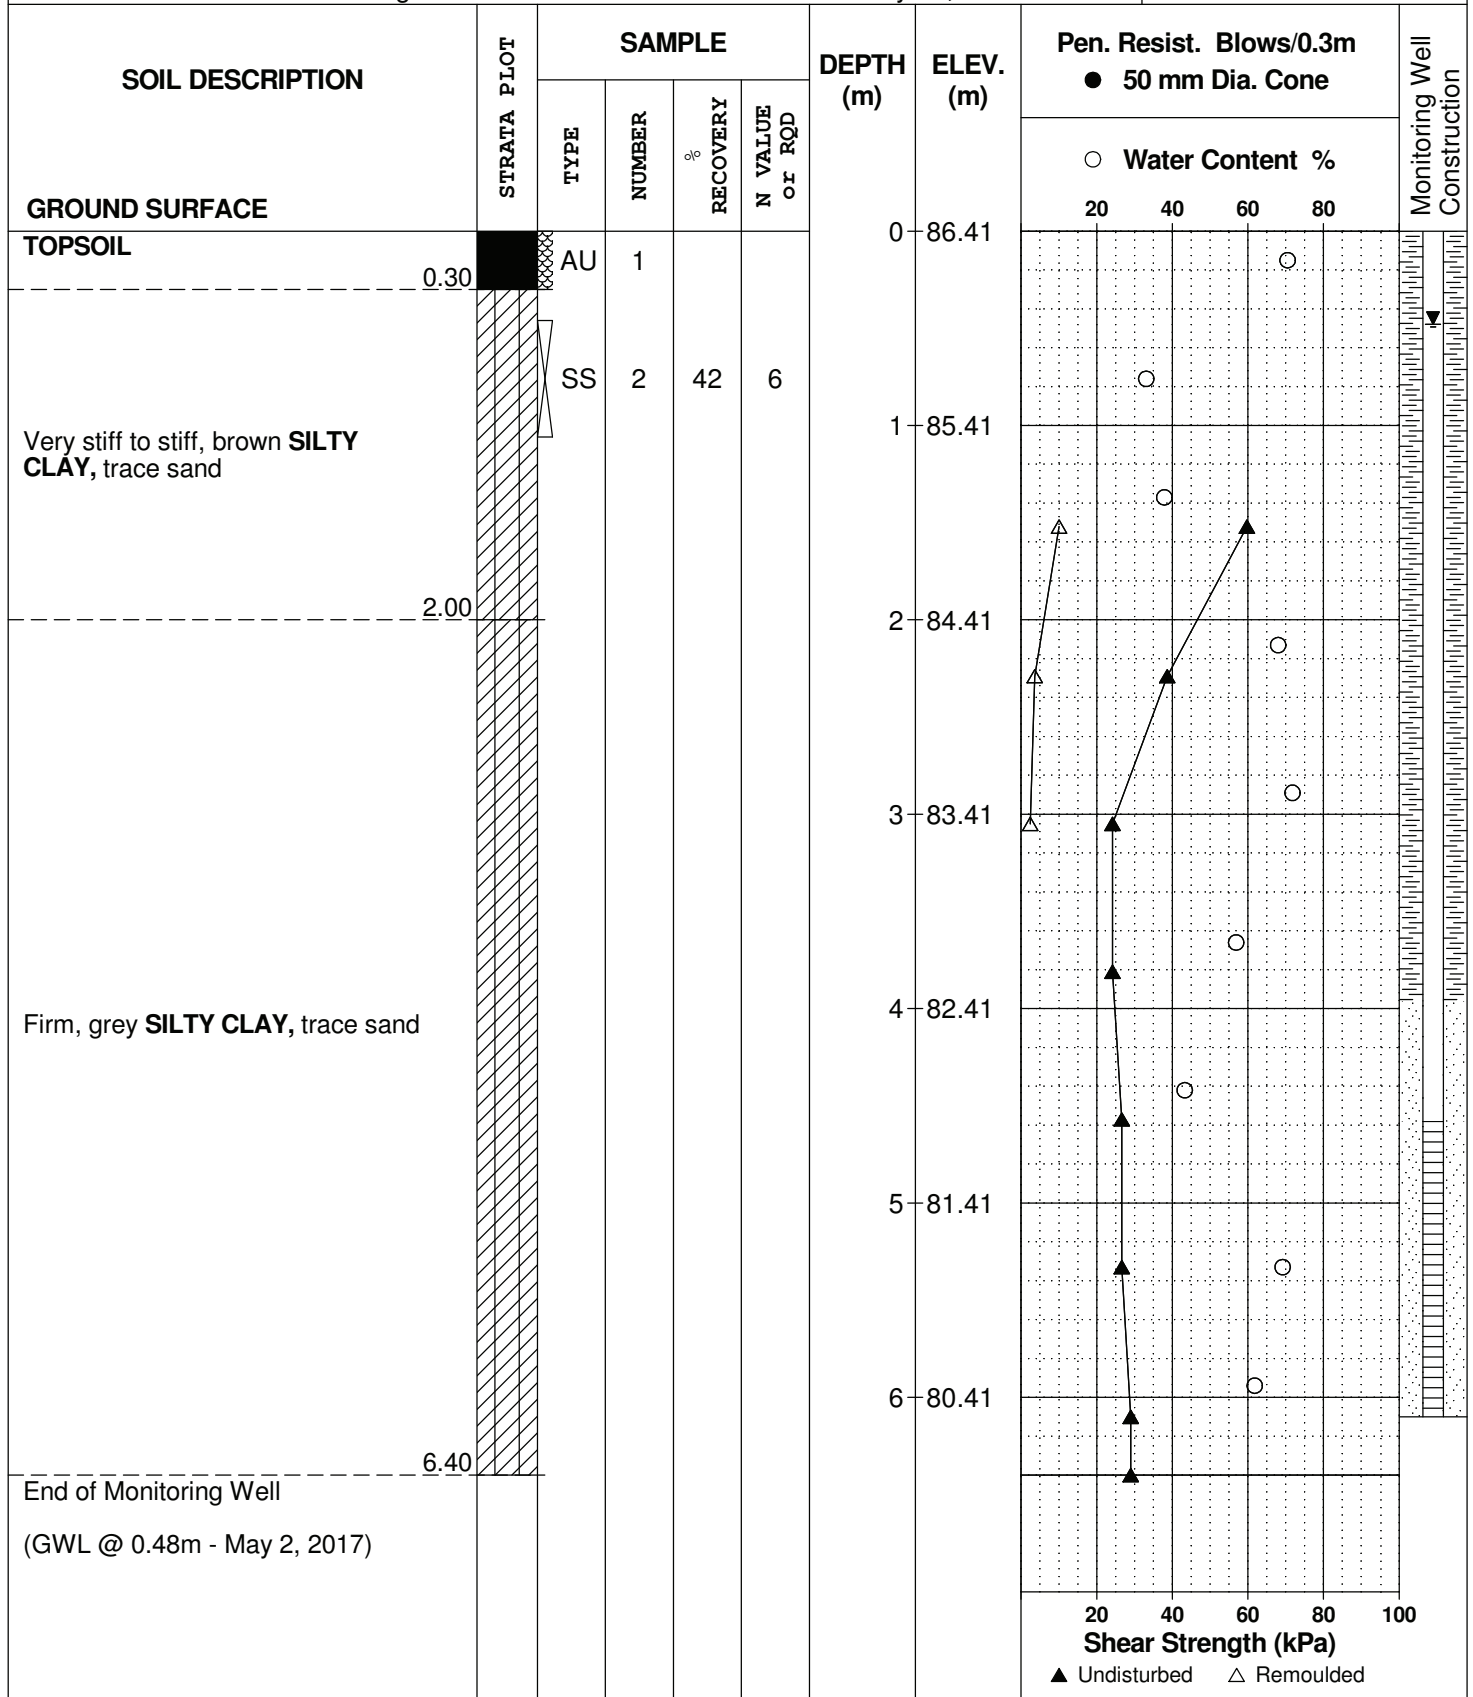 SOIL DESCRIPTION
GROUND SURFACE
STRATA PLOT
SAMPLE
TYPE
NUMBER
%
RECOVERY
N VALUE
or RQD
DEPTH
(m)
ELEV.
(m)
Pen. Resist. Blows/0.3m
● 50 mm Dia. Cone
○ Water Content %
20 40 60 80
Monitoring Well
Construction
TOPSOIL
0.30
AU 1
0 86.41
SS 2 42 6
1 85.41
Very stiff to stiff, brown SILTY
CLAY, trace sand
2.00
2 84.41
3 83.41
4 82.41
Firm, grey SILTY CLAY, trace sand
5 81.41
6 80.41
6.40
End of Monitoring Well
(GWL @ 0.48m - May 2, 2017)
20 40 60 80 100
Shear Strength (kPa)
▲ Undisturbed △ Remoulded